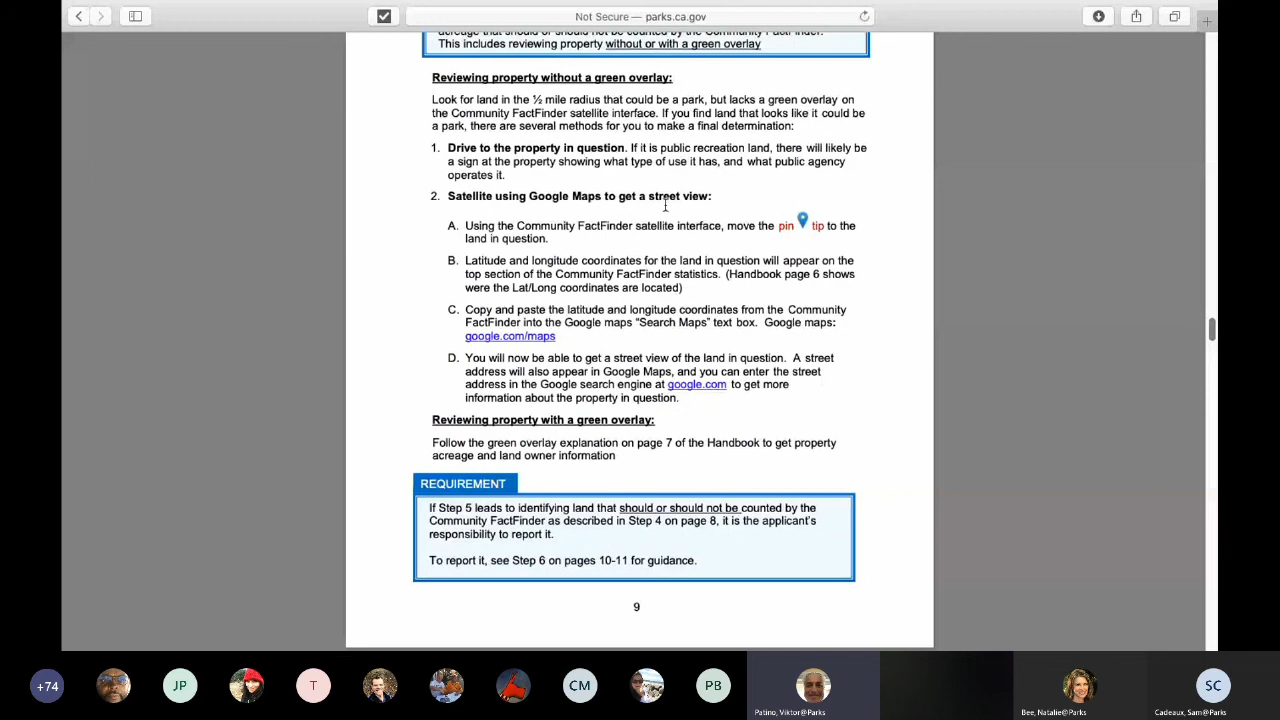 Not Secure — parks.ca.gov
acreage that should or should not be counted by the Community FactFinder.
This includes reviewing property without or with a green overlay
Reviewing property without a green overlay:
Look for land in the ½ mile radius that could be a park, but lacks a green overlay on
the Community FactFinder satellite interface. If you find land that looks like it could be
a park, there are several methods for you to make a final determination:
1. Drive to the property in question. If it is public recreation land, there will likely be
a sign at the property showing what type of use it has, and what public agency
operates it.
2. Satellite using Google Maps to get a street view:
A. Using the Community FactFinder satellite interface, move the pin tip to the
land in question.
B. Latitude and longitude coordinates for the land in question will appear on the
top section of the Community FactFinder statistics. (Handbook page 6 shows
were the Lat/Long coordinates are located)
C. Copy and paste the latitude and longitude coordinates from the Community
FactFinder into the Google maps “Search Maps” text box. Google maps:
google.com/maps
D. You will now be able to get a street view of the land in question. A street
address will also appear in Google Maps, and you can enter the street
address in the Google search engine at google.com to get more
information about the property in question.
Reviewing property with a green overlay:
Follow the green overlay explanation on page 7 of the Handbook to get property
acreage and land owner information
REQUIREMENT
If Step 5 leads to identifying land that should or should not be counted by the
Community FactFinder as described in Step 4 on page 8, it is the applicant's
responsibility to report it.
To report it, see Step 6 on pages 10-11 for guidance.
9
+74
JP
T
CM
PB
SC
Patino, Viktor@Parks
Bee, Natalie@Parks
Cadeaux, Sam@Parks